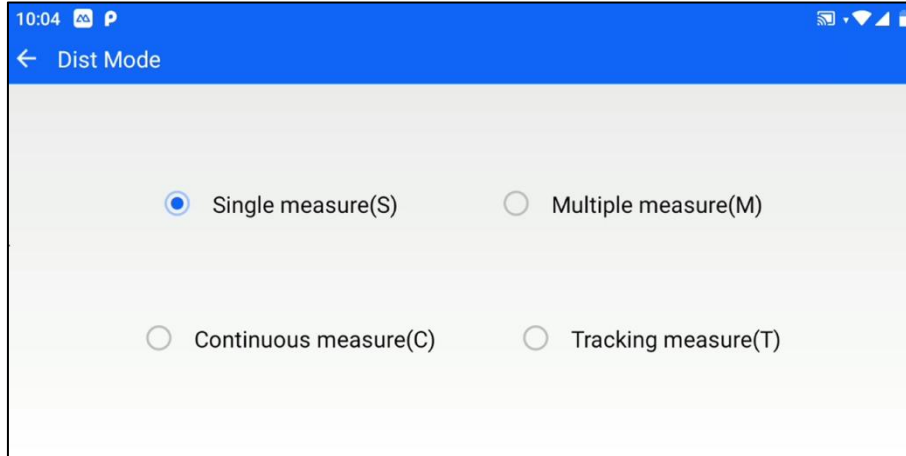 10:04
Dist Mode
Single measure(S) Multiple measure(M)
Continuous measure(C) Tracking measure(T)